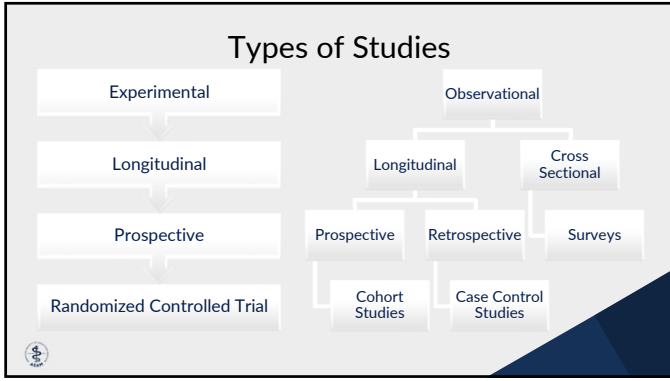 Types of Studies
Experimental
Longitudinal
Prospective
Randomized Controlled Trial
Observational
Longitudinal
Cross
Sectional
Prospective
Retrospective
Surveys
Cohort
Studies
Case Control
Studies